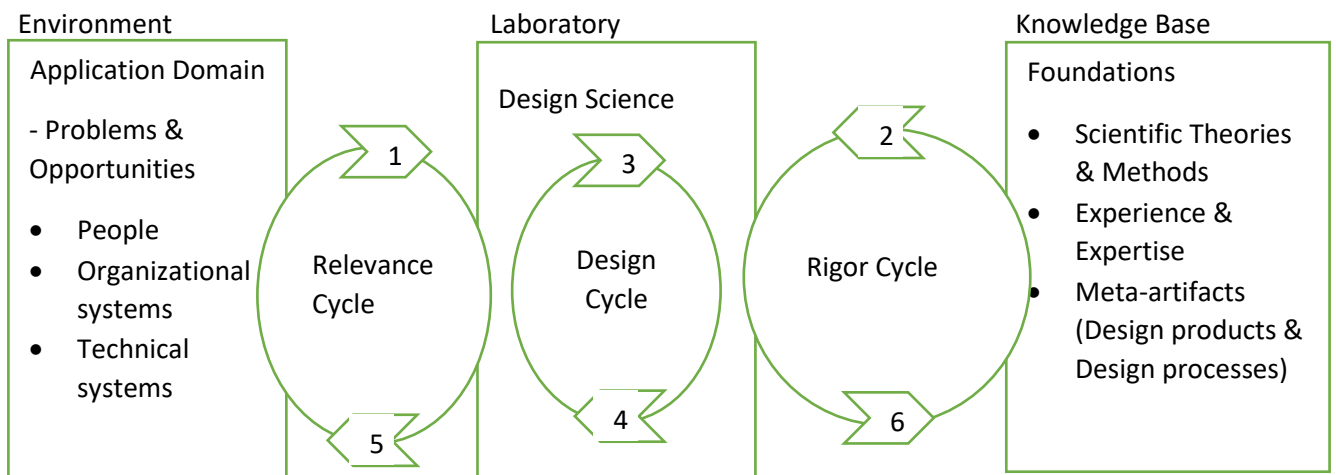 Environment
Laboratory
Knowledge Base
Application Domain
- Problems &
Opportunities
• People
• Organizational
systems
• Technical
systems
1
Relevance
Cycle
5
Design Science
3
Design
Cycle
4
2
Rigor Cycle
6
Foundations
• Scientific Theories
& Methods
• Experience &
Expertise
• Meta-artifacts
(Design products &
Design processes)